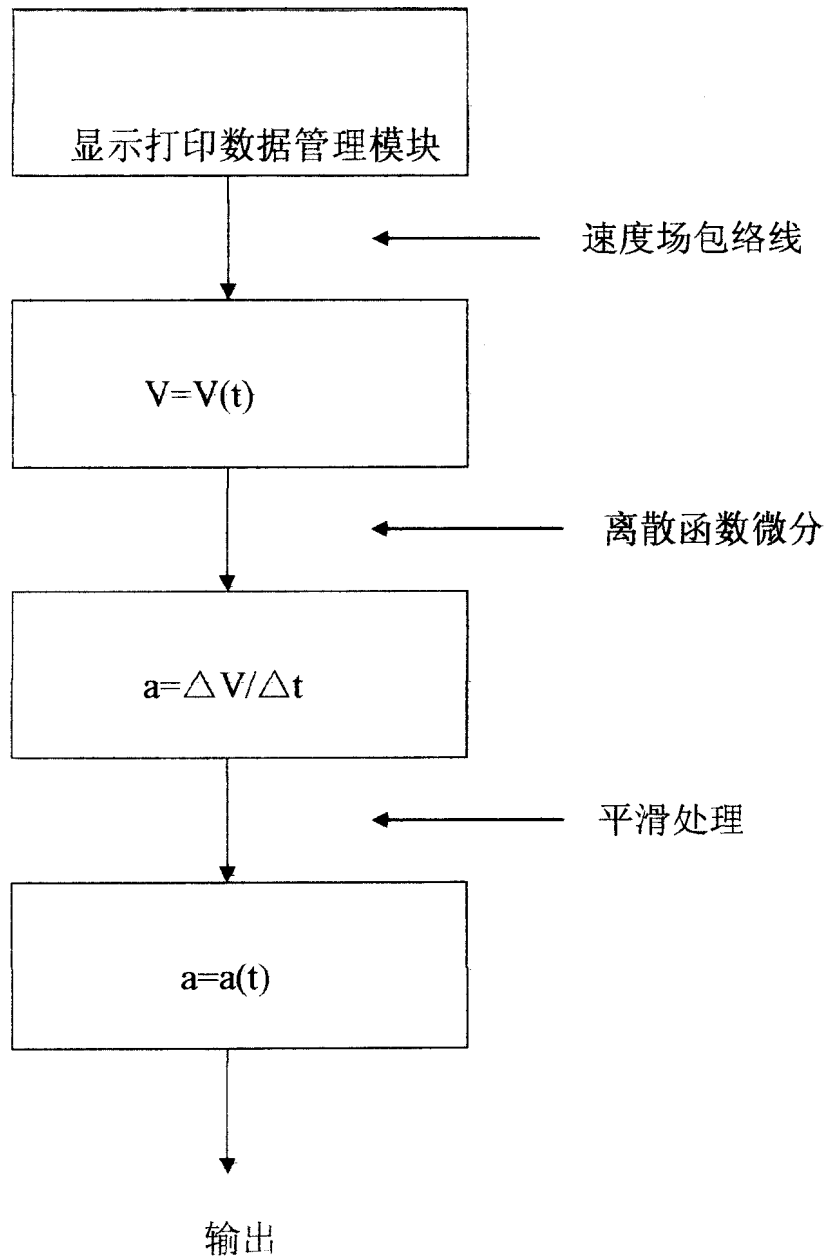 显示打印数据管理模块
速度场包络线
V=V(t)
离散函数微分
a=△V/△t
平滑处理
a=a(t)
输出